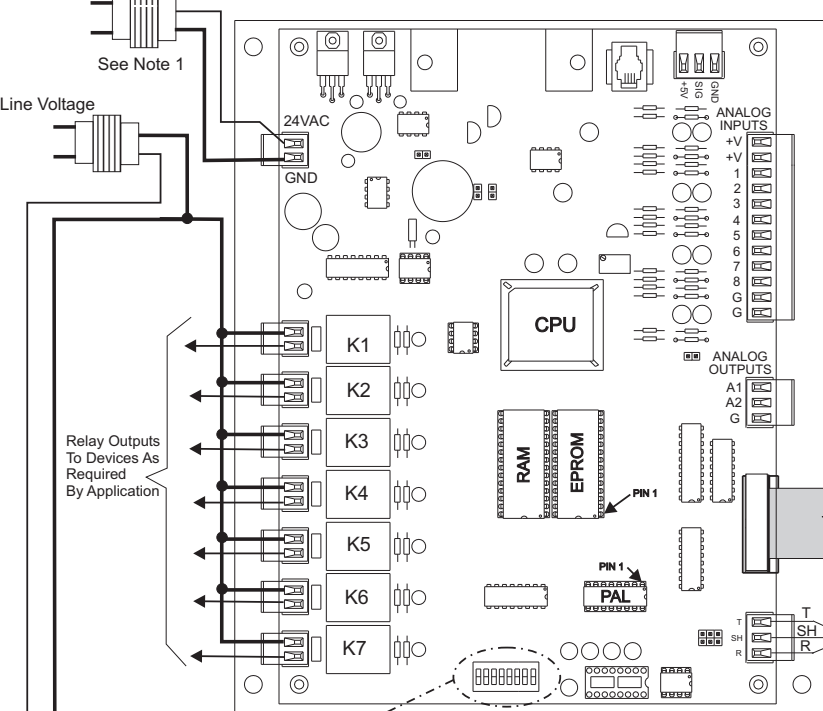 See Note 1
Line Voltage
24VAC
GND
+5V
SIG
GND
ANALOG
INPUTS
+V
+V
1
2
3
4
5
6
7
8
G
G
CPU
K1
K2
K3
K4
K5
K6
K7
ANALOG
OUTPUTS
A1
A2
G
Relay Outputs
To Devices As
Required
By Application
RAM
EPROM
PIN 1
PIN 1
PAL
T
SH
R
T
SH
R